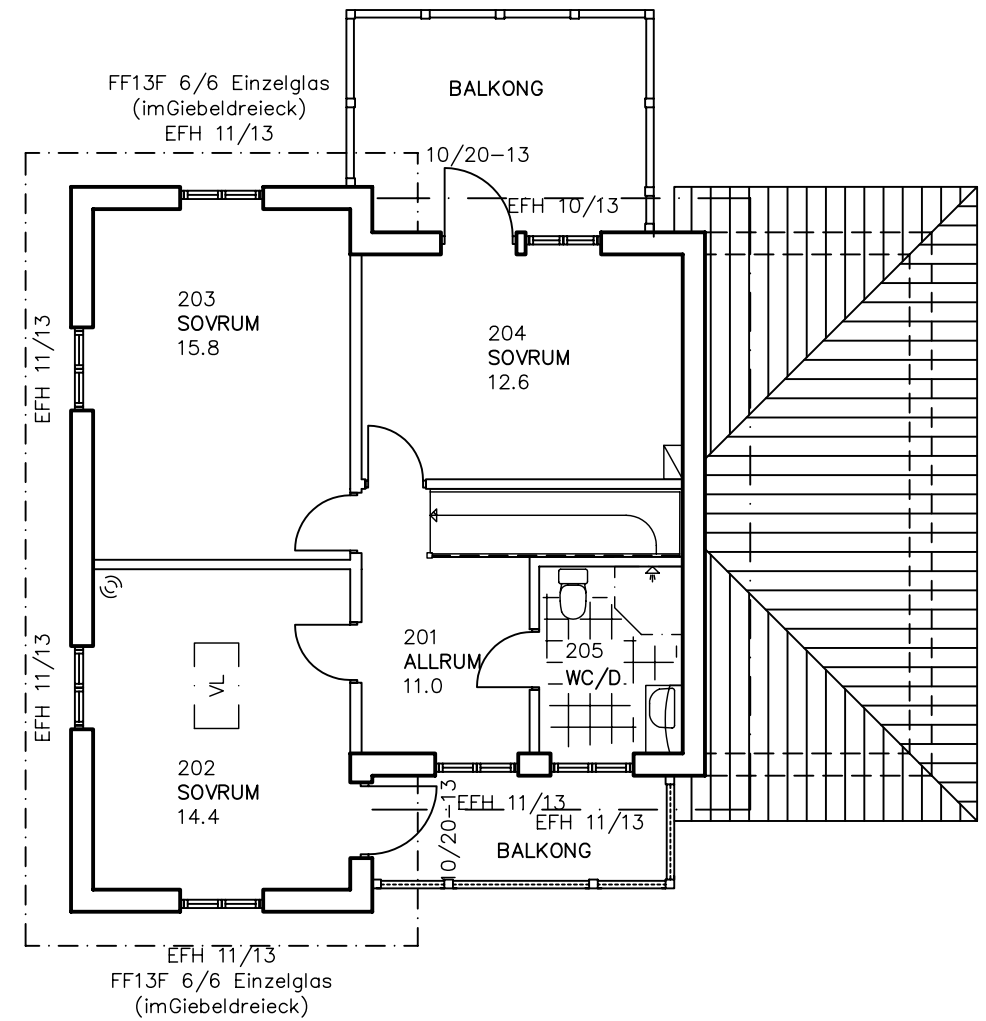 FF13F 6/6 Einzelglas
(imGiebeldreieck)
EFH 11/13
BALKONG
10/20-13
EFH 10/13
203
SOVRUM
15.8
204
SOVRUM
12.6
EFH 11/13
201
ALLRUM
11.0
205
WC/D.
EFH 11/13
VL
202
SOVRUM
14.4
10/20-13
EFH 11/13
EFH 11/13
BALKONG
EFH 11/13
FF13F 6/6 Einzelglas
(imGiebeldreieck)